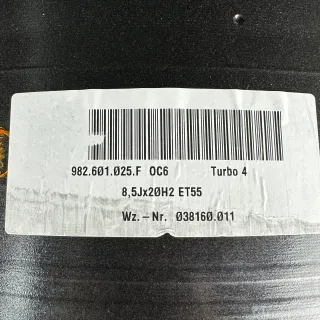 982.601.025.F OC6 Turbo 4
8,5Jx20H2 ET55
Wz.-Nr. 038160.011